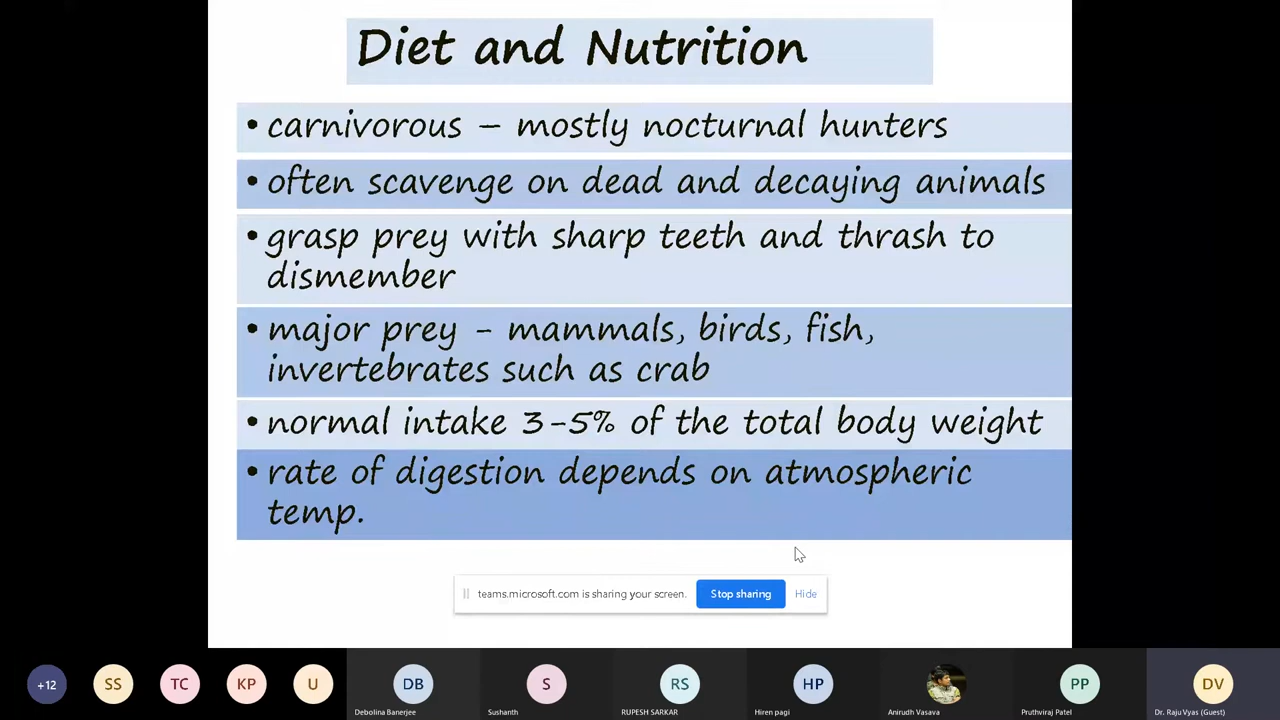 Diet and Nutrition
• carnivorous – mostly nocturnal hunters
• often scavenge on dead and decaying animals
• grasp prey with sharp teeth and thrash to
dismember
• major prey - mammals, birds, fish,
invertebrates such as crab
• normal intake 3-5% of the total body weight
• rate of digestion depends on atmospheric
temp.
teams.microsoft.com is sharing your screen. Stop sharing Hide
+12 SS TC KP U DB S RS HP PP DV
Debolina Banerjee Sushanth RUPESH SARKAR Hiren pagi Anirudh Vasava Pruthviraj Patel Dr. Raju Vyas (Guest)